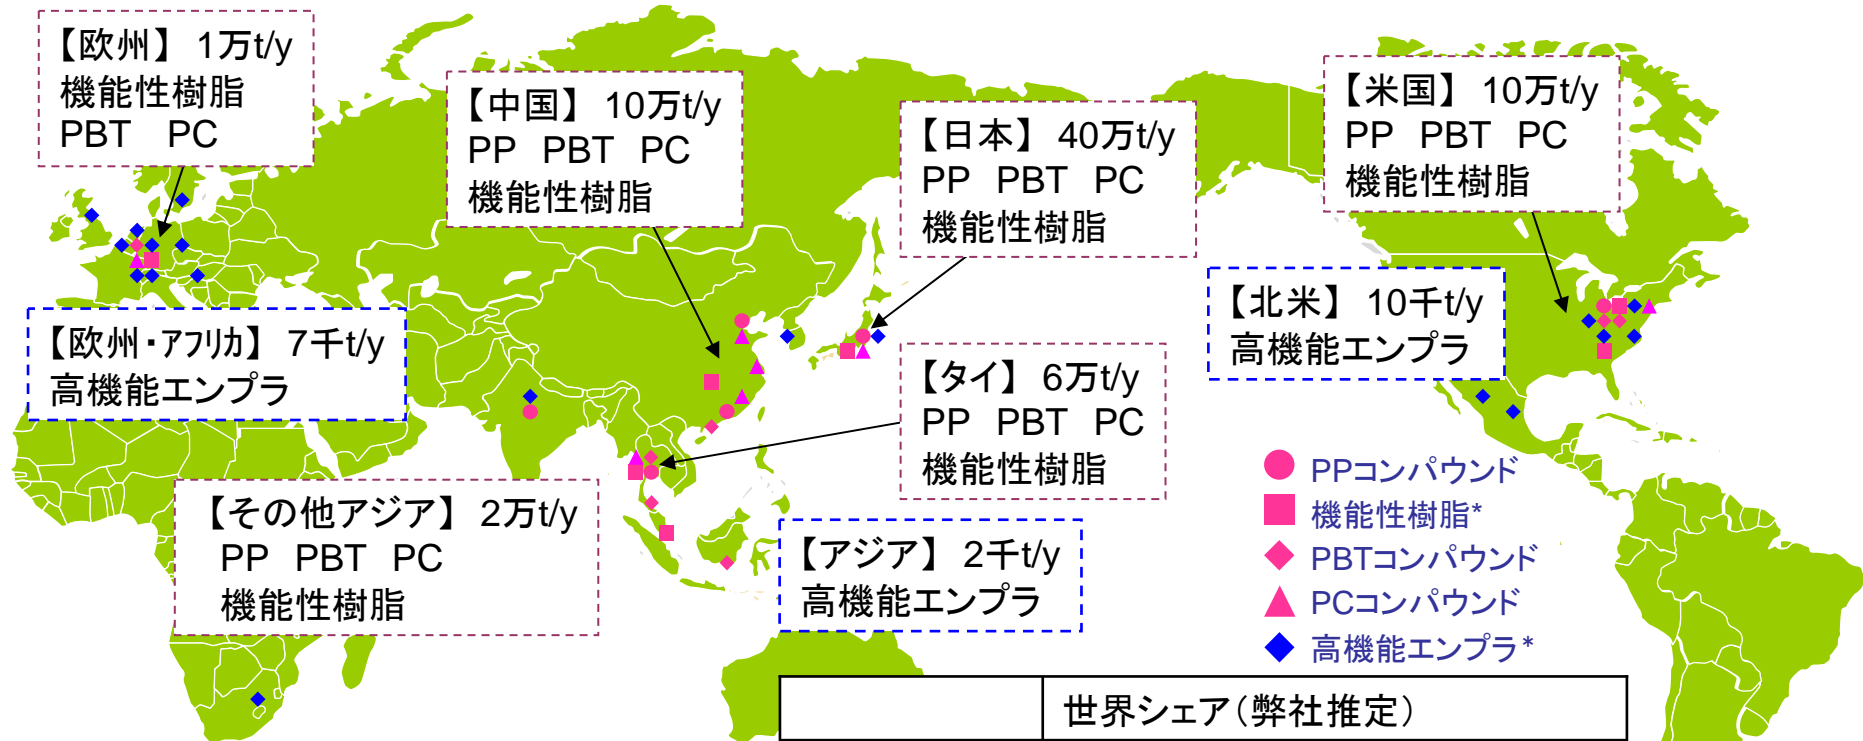 【欧州】 1万t/y
機能性樹脂
PBT PC
【中国】 10万t/y
PP PBT PC
機能性樹脂
【日本】 40万t/y
PP PBT PC
機能性樹脂
【米国】 10万t/y
PP PBT PC
機能性樹脂
【欧州・アフリカ】 7千t/y
高機能エンプラ
【北米】 10千t/y
高機能エンプラ
【タイ】 6万t/y
PP PBT PC
機能性樹脂
【その他アジア】 2万t/y
PP PBT PC
機能性樹脂
【アジア】 2千t/y
高機能エンプラ
PPコンパウンド
機能性樹脂*
PBTコンパウンド
PCコンパウンド
高機能エンプラ*
世界シェア(弊社推定)